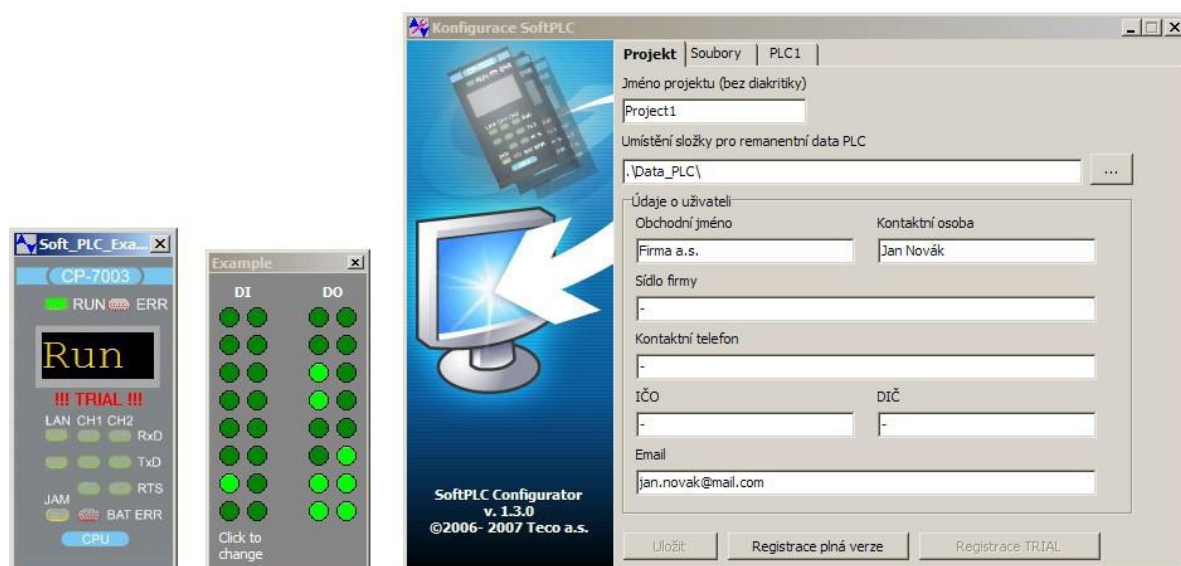 Soft_PLC_Exa...
CP-7003
RUN ERR
Run
!!! TRIAL !!!
LAN CH1 CH2
RxD
TxD
RTS
JAM
BAT ERR
CPU
Example
DI DO
Click to
change
Konfigurace SoftPLC
Projekt Soubory PLC1
Jméno projektu (bez diakritiky)
Project1
Umístění složky pro remanentní data PLC
.\Data_PLC\
...
Údaje o uživateli
Obchodní jméno Kontaktní osoba
Firma a.s. Jan Novák
Sídlo firmy
-
Kontaktní telefon
-
IČO DIČ
- -
Email
jan.novak@mail.com
SoftPLC Configurator
v. 1.3.0
©2006- 2007 Teco a.s.
Uložit Registrace plná verze Registrace TRIAL